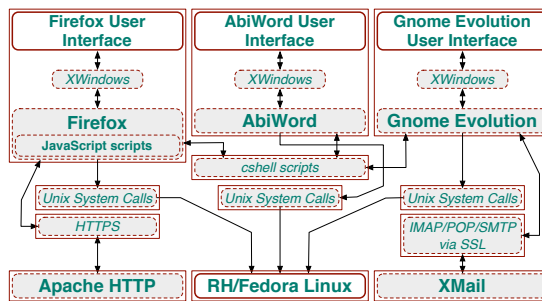 Firefox User
Interface
AbiWord User
Interface
Gnome Evolution
User Interface
XWindows
XWindows
XWindows
Firefox
JavaScript scripts
AbiWord
Gnome Evolution
cshell scripts
Unix System Calls
Unix System Calls
Unix System Calls
HTTPS
IMAP/POP/SMTP
via SSL
Apache HTTP
RH/Fedora Linux
XMail